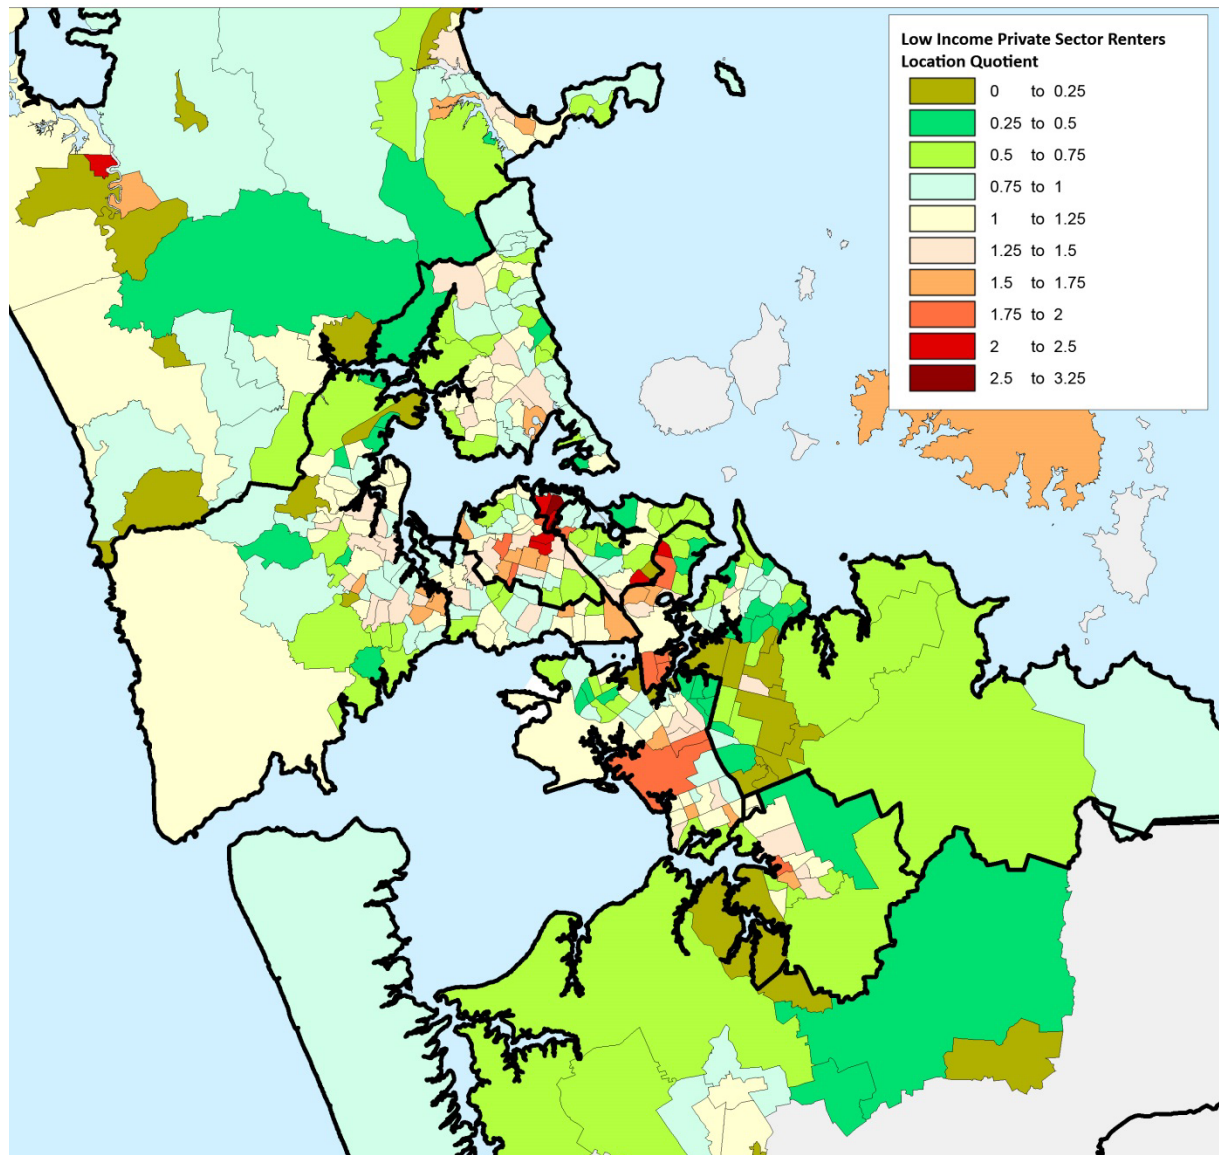 Low Income Private Sector Renters
Location Quotient
0 to 0.25
0.25 to 0.5
0.5 to 0.75
0.75 to 1
1 to 1.25
1.25 to 1.5
1.5 to 1.75
1.75 to 2
2 to 2.5
2.5 to 3.25